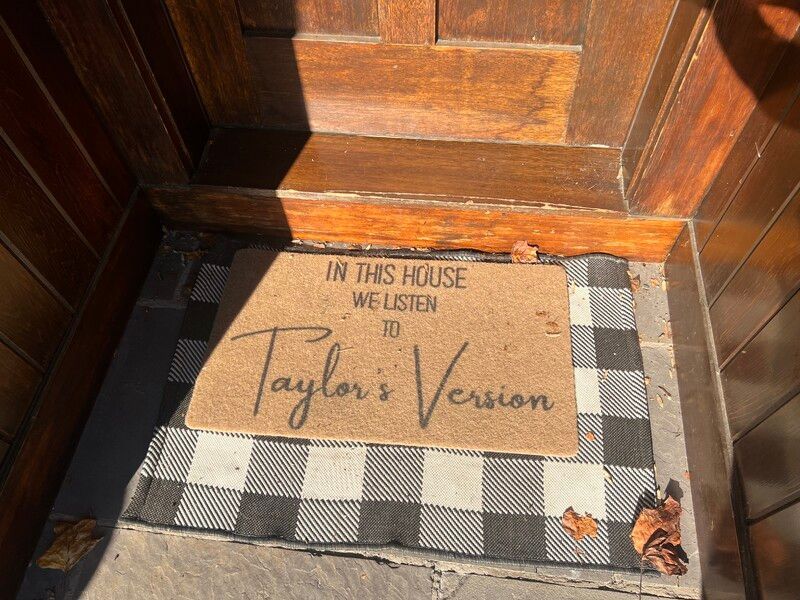 IN THIS HOUSE
WE LISTEN
TO
Taylor's Version